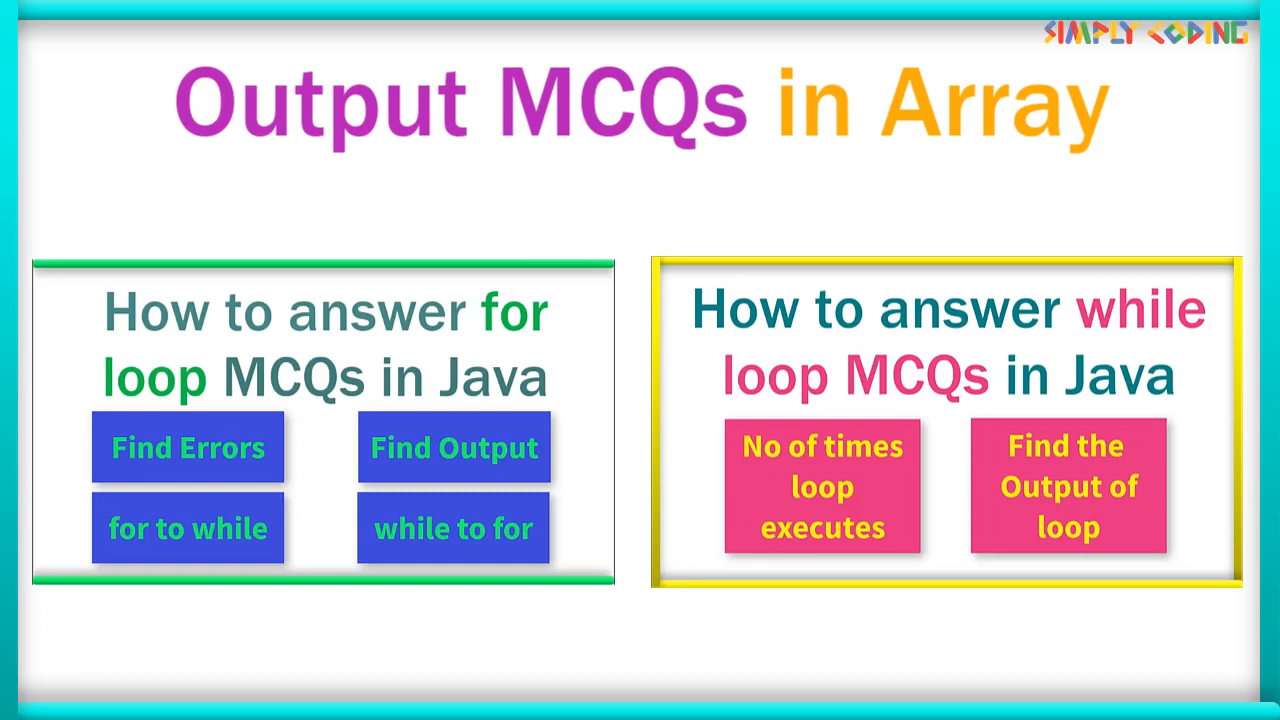 SIMPLY CODING
Output MCQs in Array
How to answer for
loop MCQs in Java
Find Errors
Find Output
for to while
while to for
How to answer while
loop MCQs in Java
No of times
loop
executes
Find the
Output of
loop